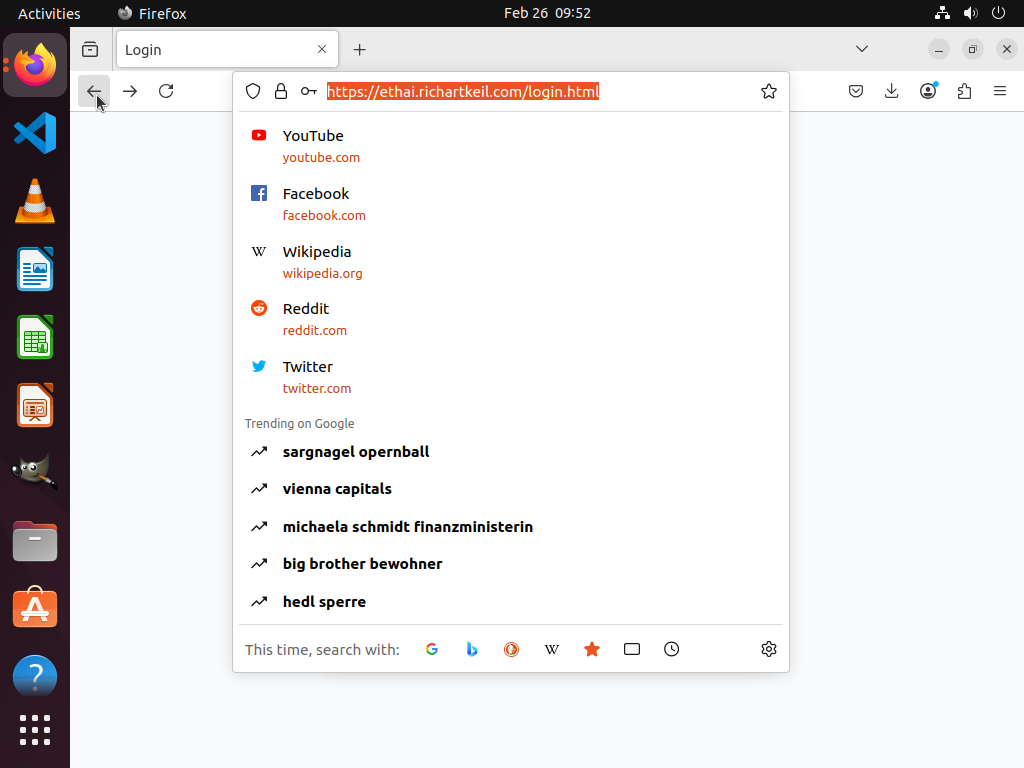 Activities
Firefox
Feb 26 09:52
Login
https://ethai.richartkeil.com/login.html
YouTube
youtube.com
Facebook
facebook.com
W
Wikipedia
wikipedia.org
Reddit
reddit.com
Twitter
twitter.com
Trending on Google
sargnagel opernball
vienna capitals
michaela schmidt finanzministerin
big brother bewohner
hedl sperre
This time, search with:
G
W
A
?